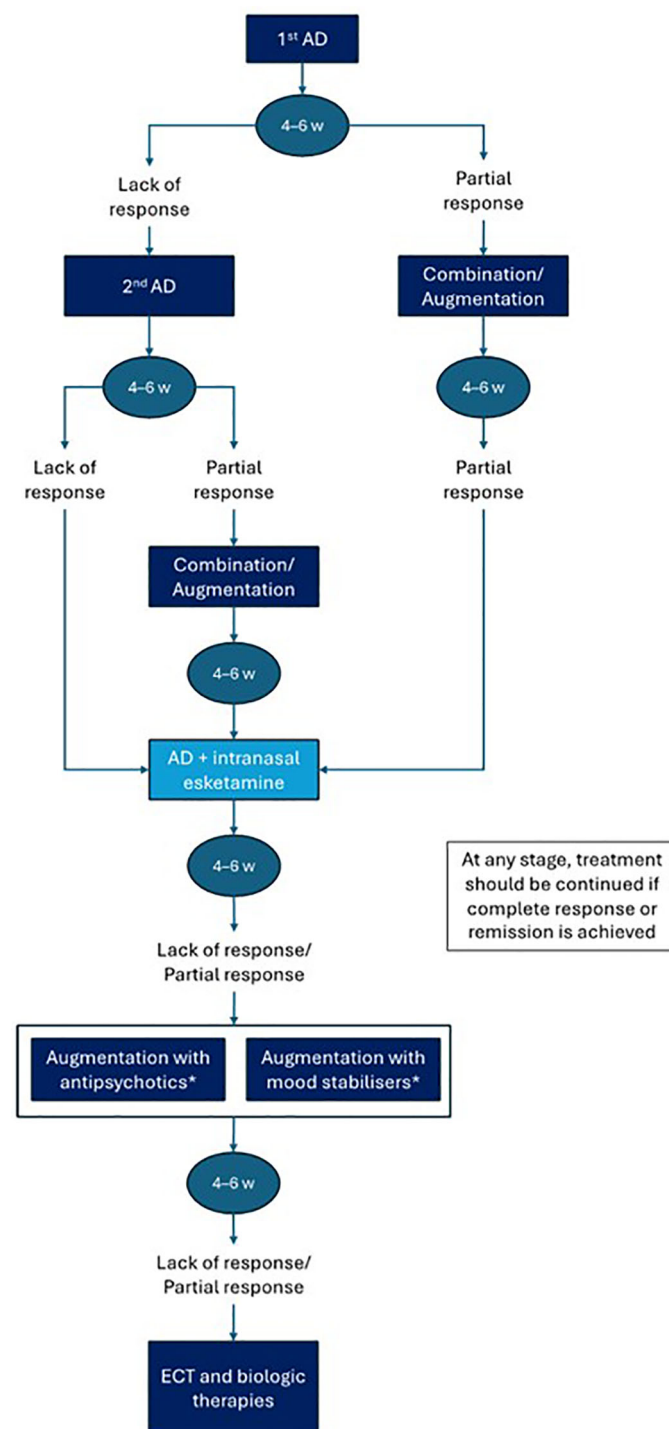 1st AD
4–6 w
Lack of
response
Partial
response
2nd AD
Combination/
Augmentation
4–6 w
4–6 w
Lack of
response
Partial
response
Partial
response
Combination/
Augmentation
4–6 w
AD + intranasal
esketamine
4–6 w
At any stage, treatment
should be continued if
complete response or
remission is achieved
Lack of response/
Partial response
Augmentation with
antipsychotics*
Augmentation with
mood stabilisers*
4–6 w
Lack of response/
Partial response
ECT and biologic
therapies